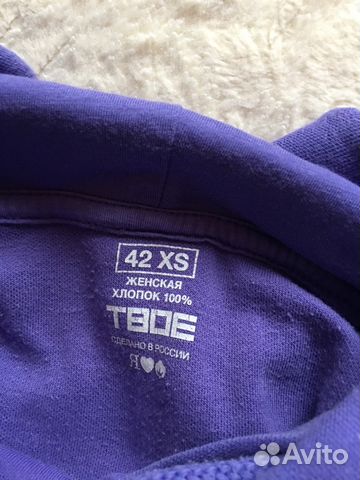 42 XS
ЖЕНСКАЯ
ХЛОПОК 100%
ТВОЕ
СДЕЛАНО В РОССИИ
Avito